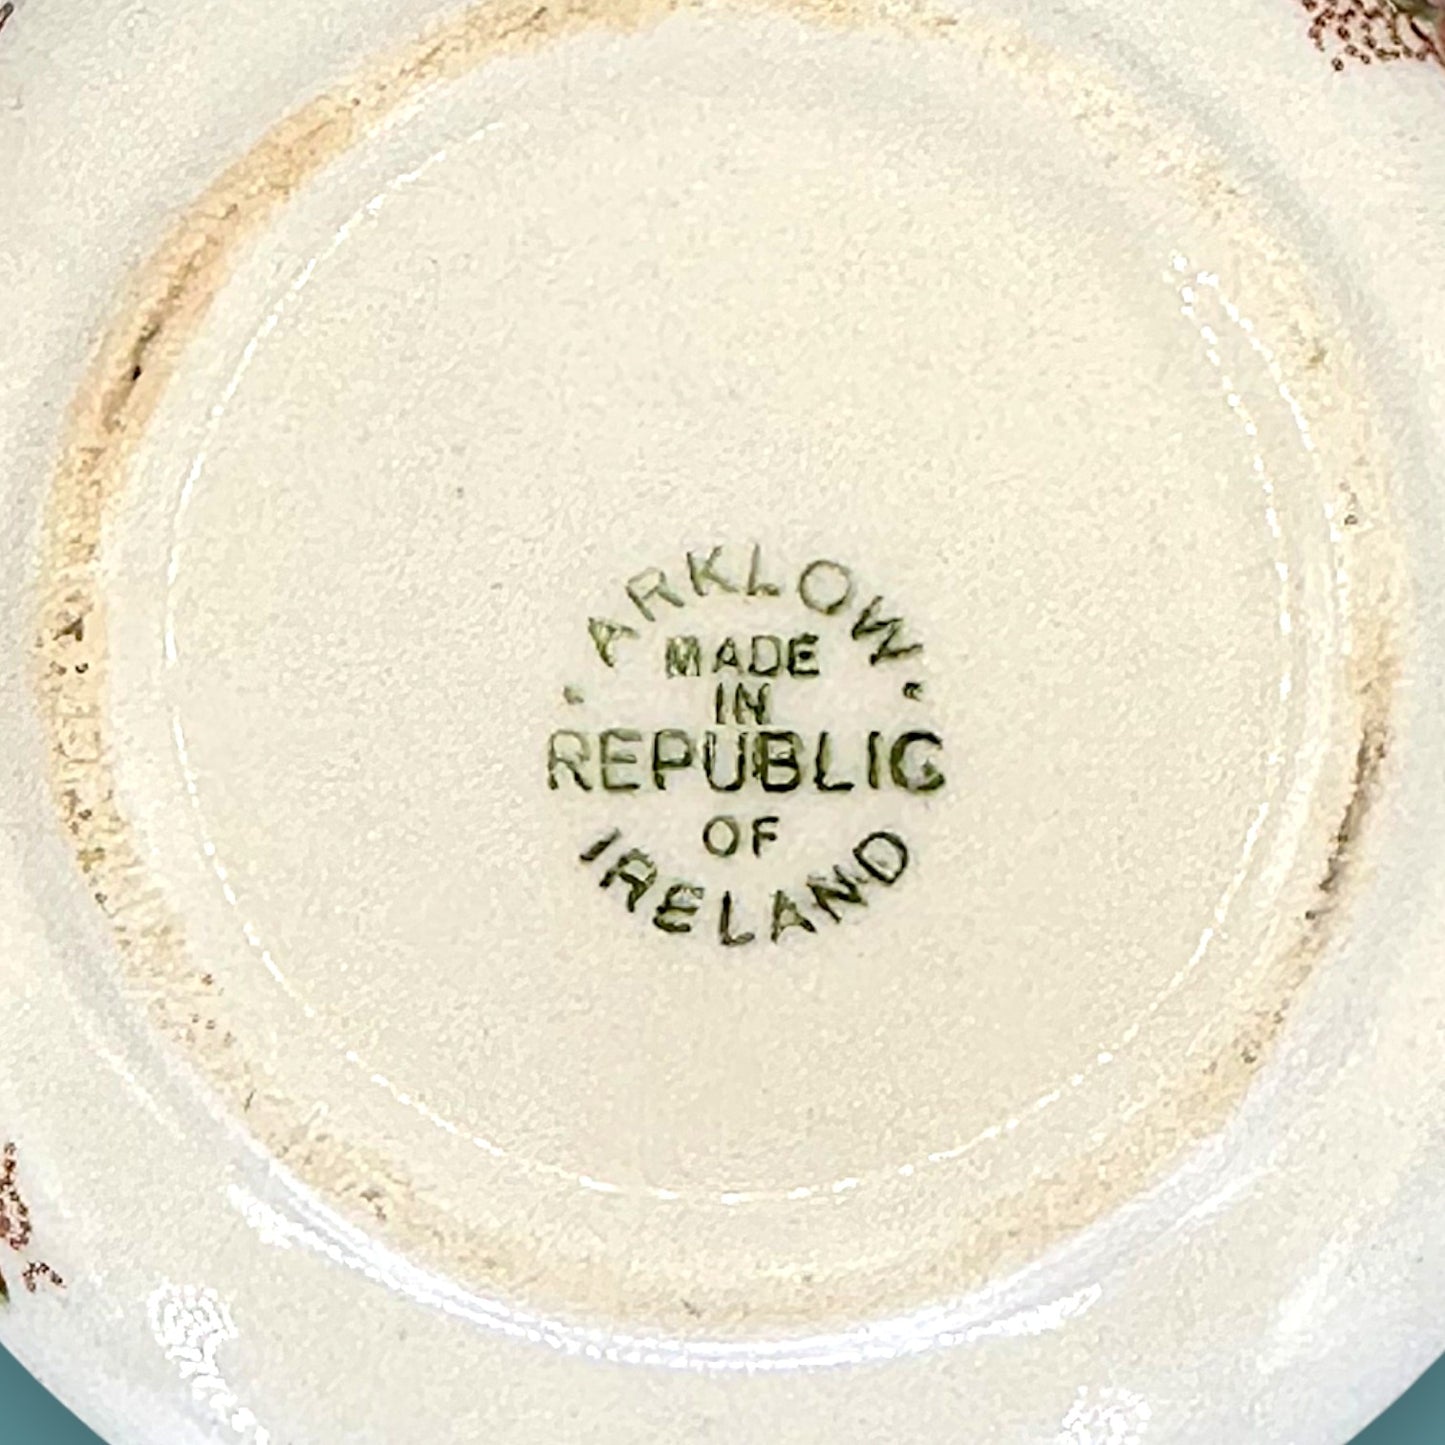 ARKLOW
MADE
IN
REPUBLIC
OF
IRELAND